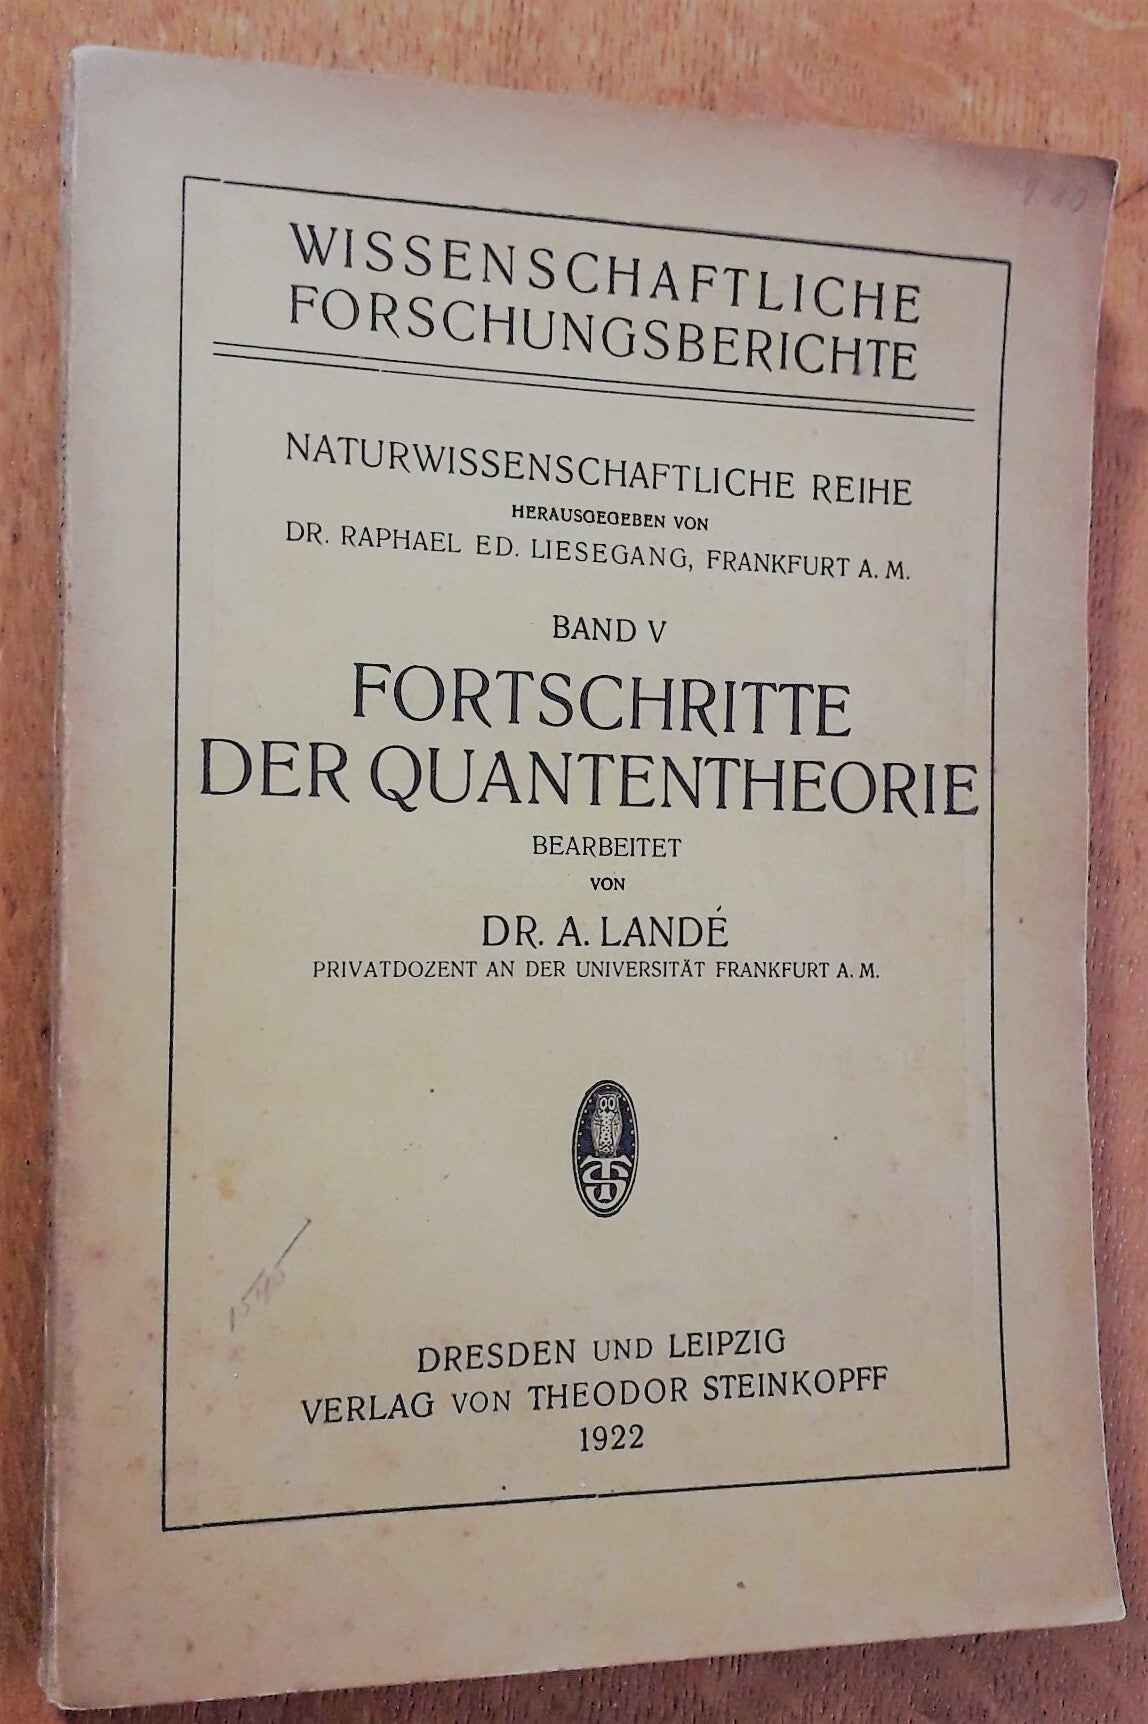 WISSENSCHAFTLICHE
FORSCHUNGSBERICHTE
NATURWISSENSCHAFTLICHE REIHE
HERAUSGEGEBEN VON
DR. RAPHAEL ED. LIESEGANG, FRANKFURT A. M.
BAND V
FORTSCHRITTE
DER QUANTENTHEORIE
BEARBEITET
VON
DR. A. LANDÉ
PRIVATDOZENT AN DER UNIVERSITÄT FRANKFURT A. M.
DRESDEN UND LEIPZIG
VERLAG VON THEODOR STEINKOPFF
1922